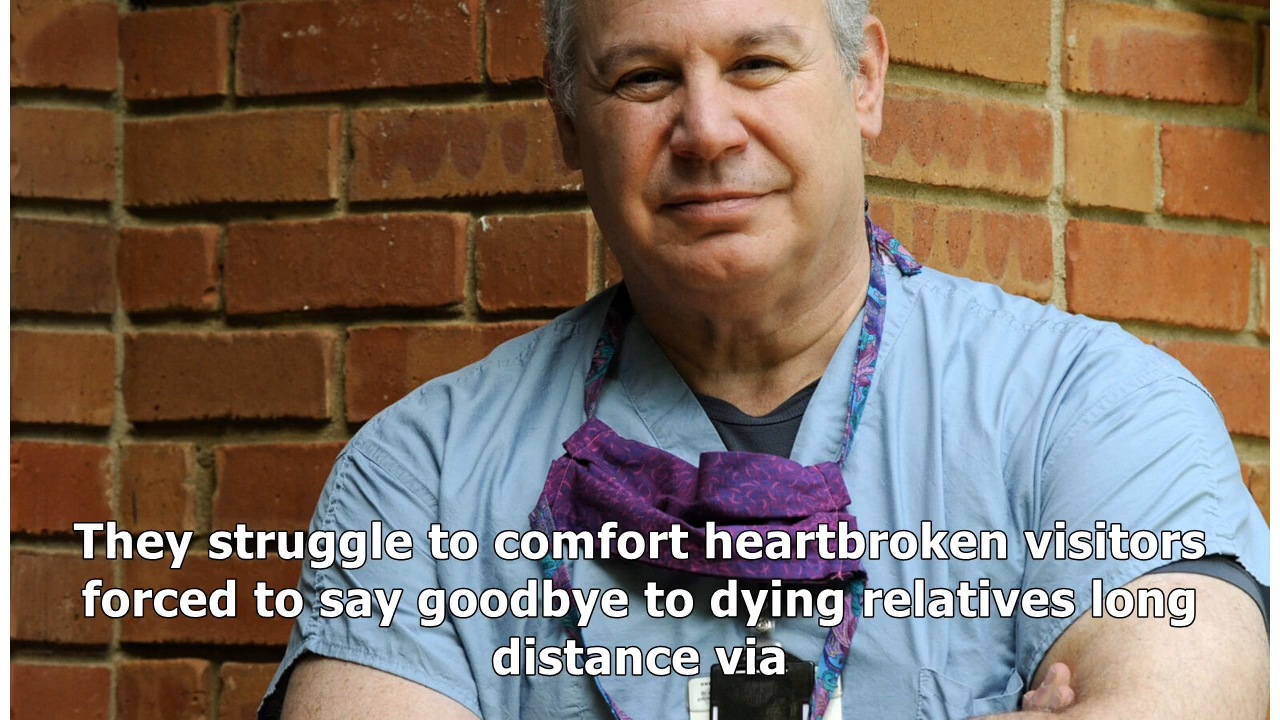 They struggle to comfort heartbroken visitors
forced to say goodbye to dying relatives long
distance via